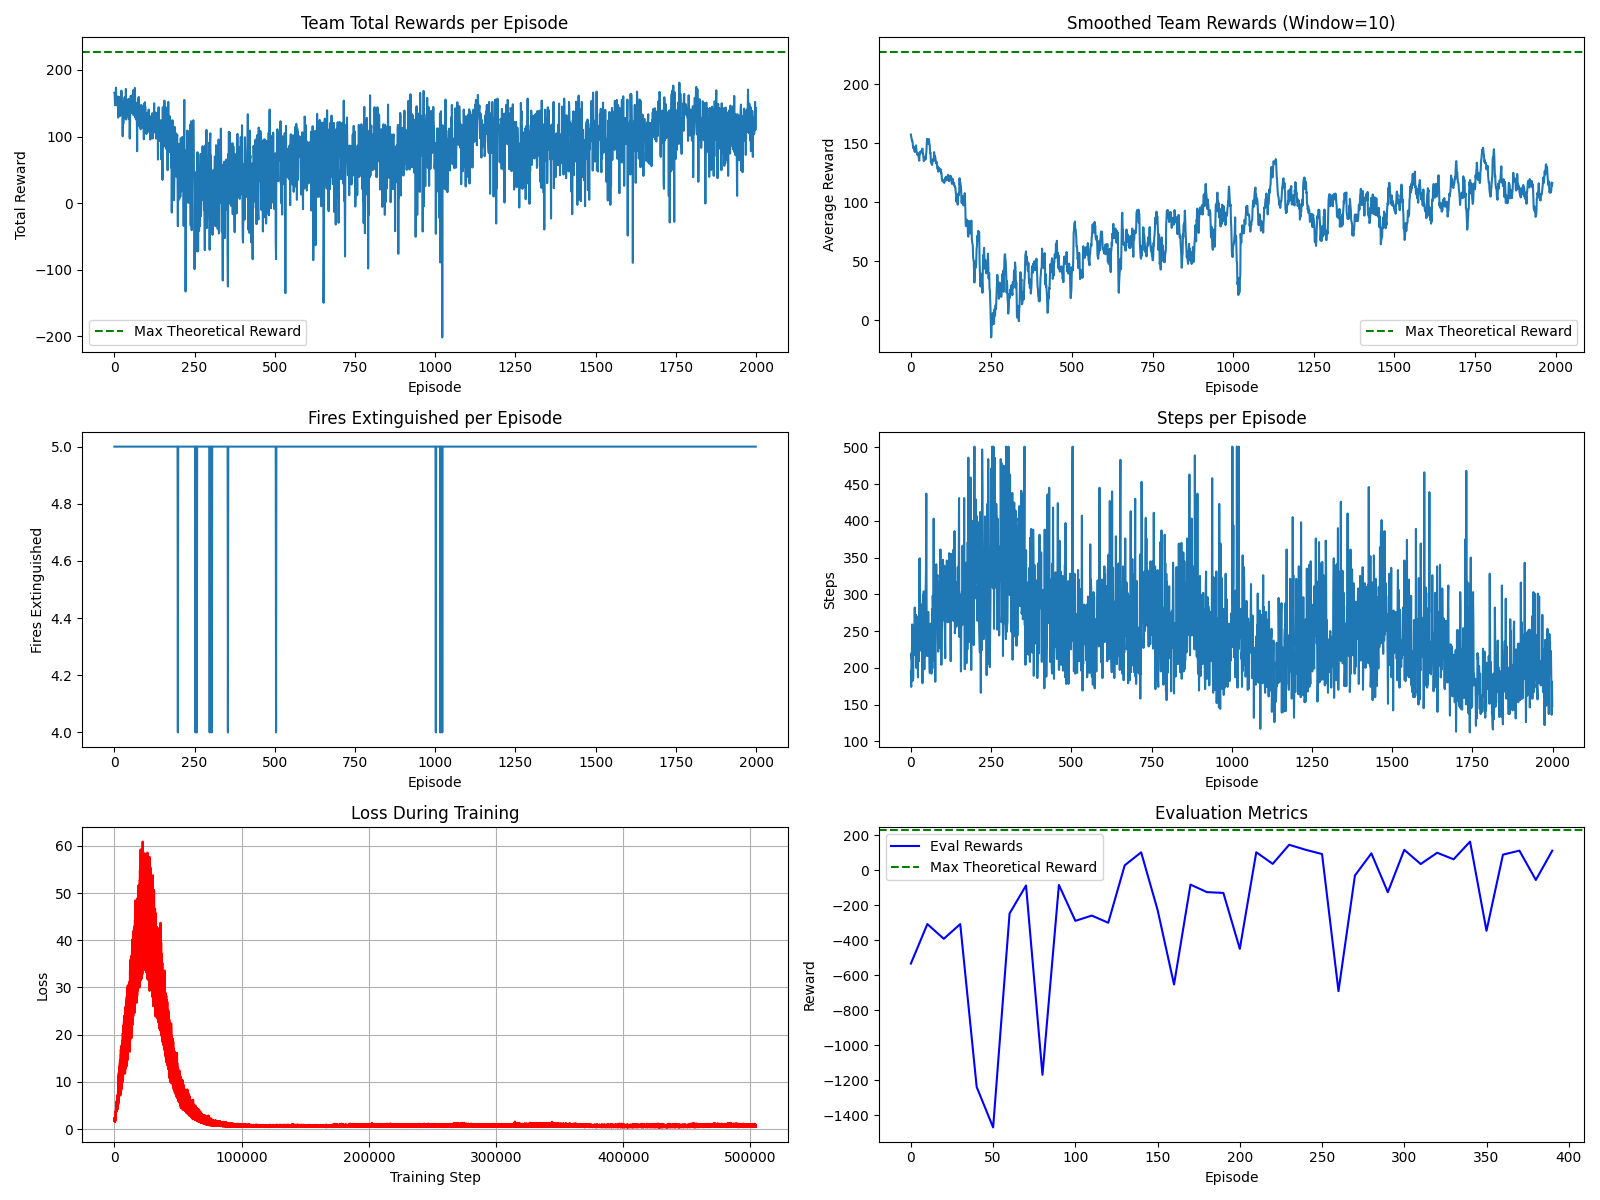 Team Total Rewards per Episode
Total Reward
200
100
0
−100
−200
Max Theoretical Reward
0 250 500 750 1000 1250 1500 1750 2000
Episode
Smoothed Team Rewards (Window=10)
Average Reward
200
150
100
50
0
Max Theoretical Reward
0 250 500 750 1000 1250 1500 1750 2000
Episode
Fires Extinguished per Episode
Fires Extinguished
5.0
4.8
4.6
4.4
4.2
4.0
0 250 500 750 1000 1250 1500 1750 2000
Episode
Steps per Episode
Steps
500
450
400
350
300
250
200
150
100
0 250 500 750 1000 1250 1500 1750 2000
Episode
Loss During Training
Loss
60
50
40
30
20
10
0
0 100000 200000 300000 400000 500000
Training Step
Evaluation Metrics
Reward
Eval Rewards
Max Theoretical Reward
200
0
−200
−400
−600
−800
−1000
−1200
−1400
0 50 100 150 200 250 300 350 400
Episode